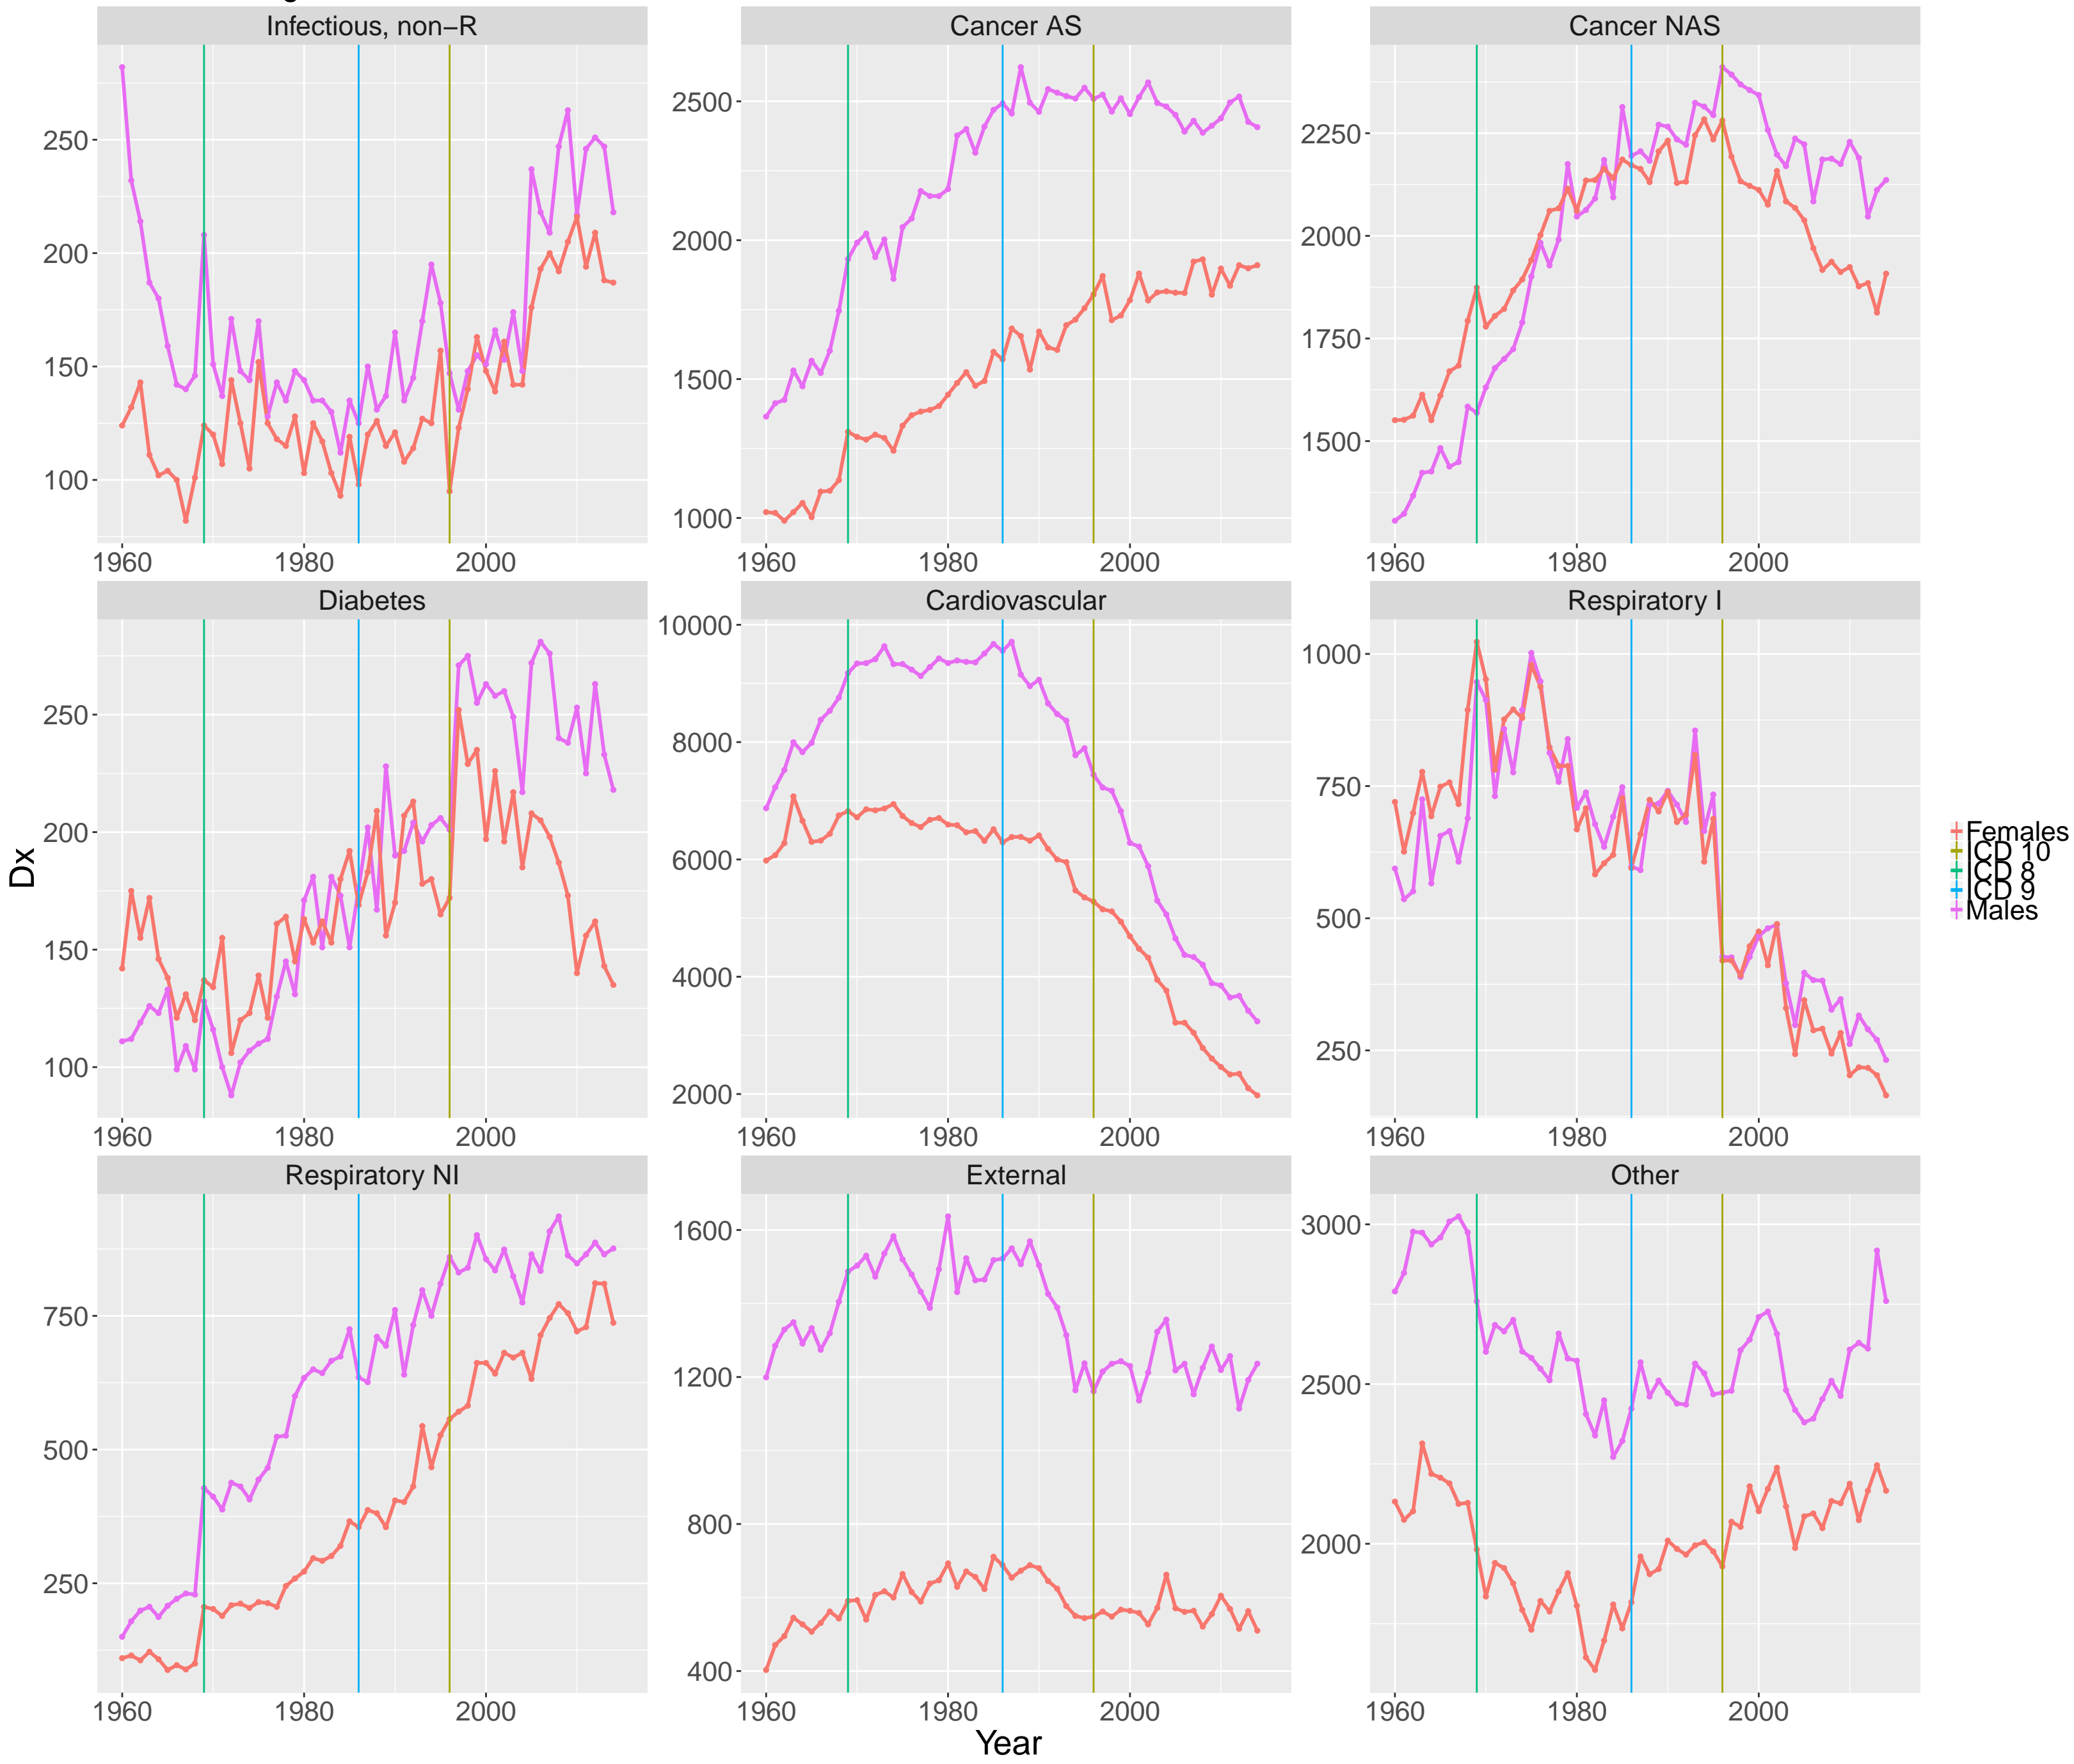 Infectious, non−R
Cancer AS
Cancer NAS
250
200
150
100
2500
2000
1500
1000
2250
2000
1750
1500
1960 1980 2000
1960 1980 2000
1960 1980 2000
Diabetes
Cardiovascular
Respiratory I
250
200
150
100
10000
8000
6000
4000
2000
1000
750
500
250
1960 1980 2000
1960 1980 2000
1960 1980 2000
Respiratory NI
External
Other
750
500
250
1600
1200
800
400
3000
2500
2000
1960 1980 2000
1960 1980 2000
1960 1980 2000
Dx
Year
Females
ICD 10
ICD 8
ICD 9
Males